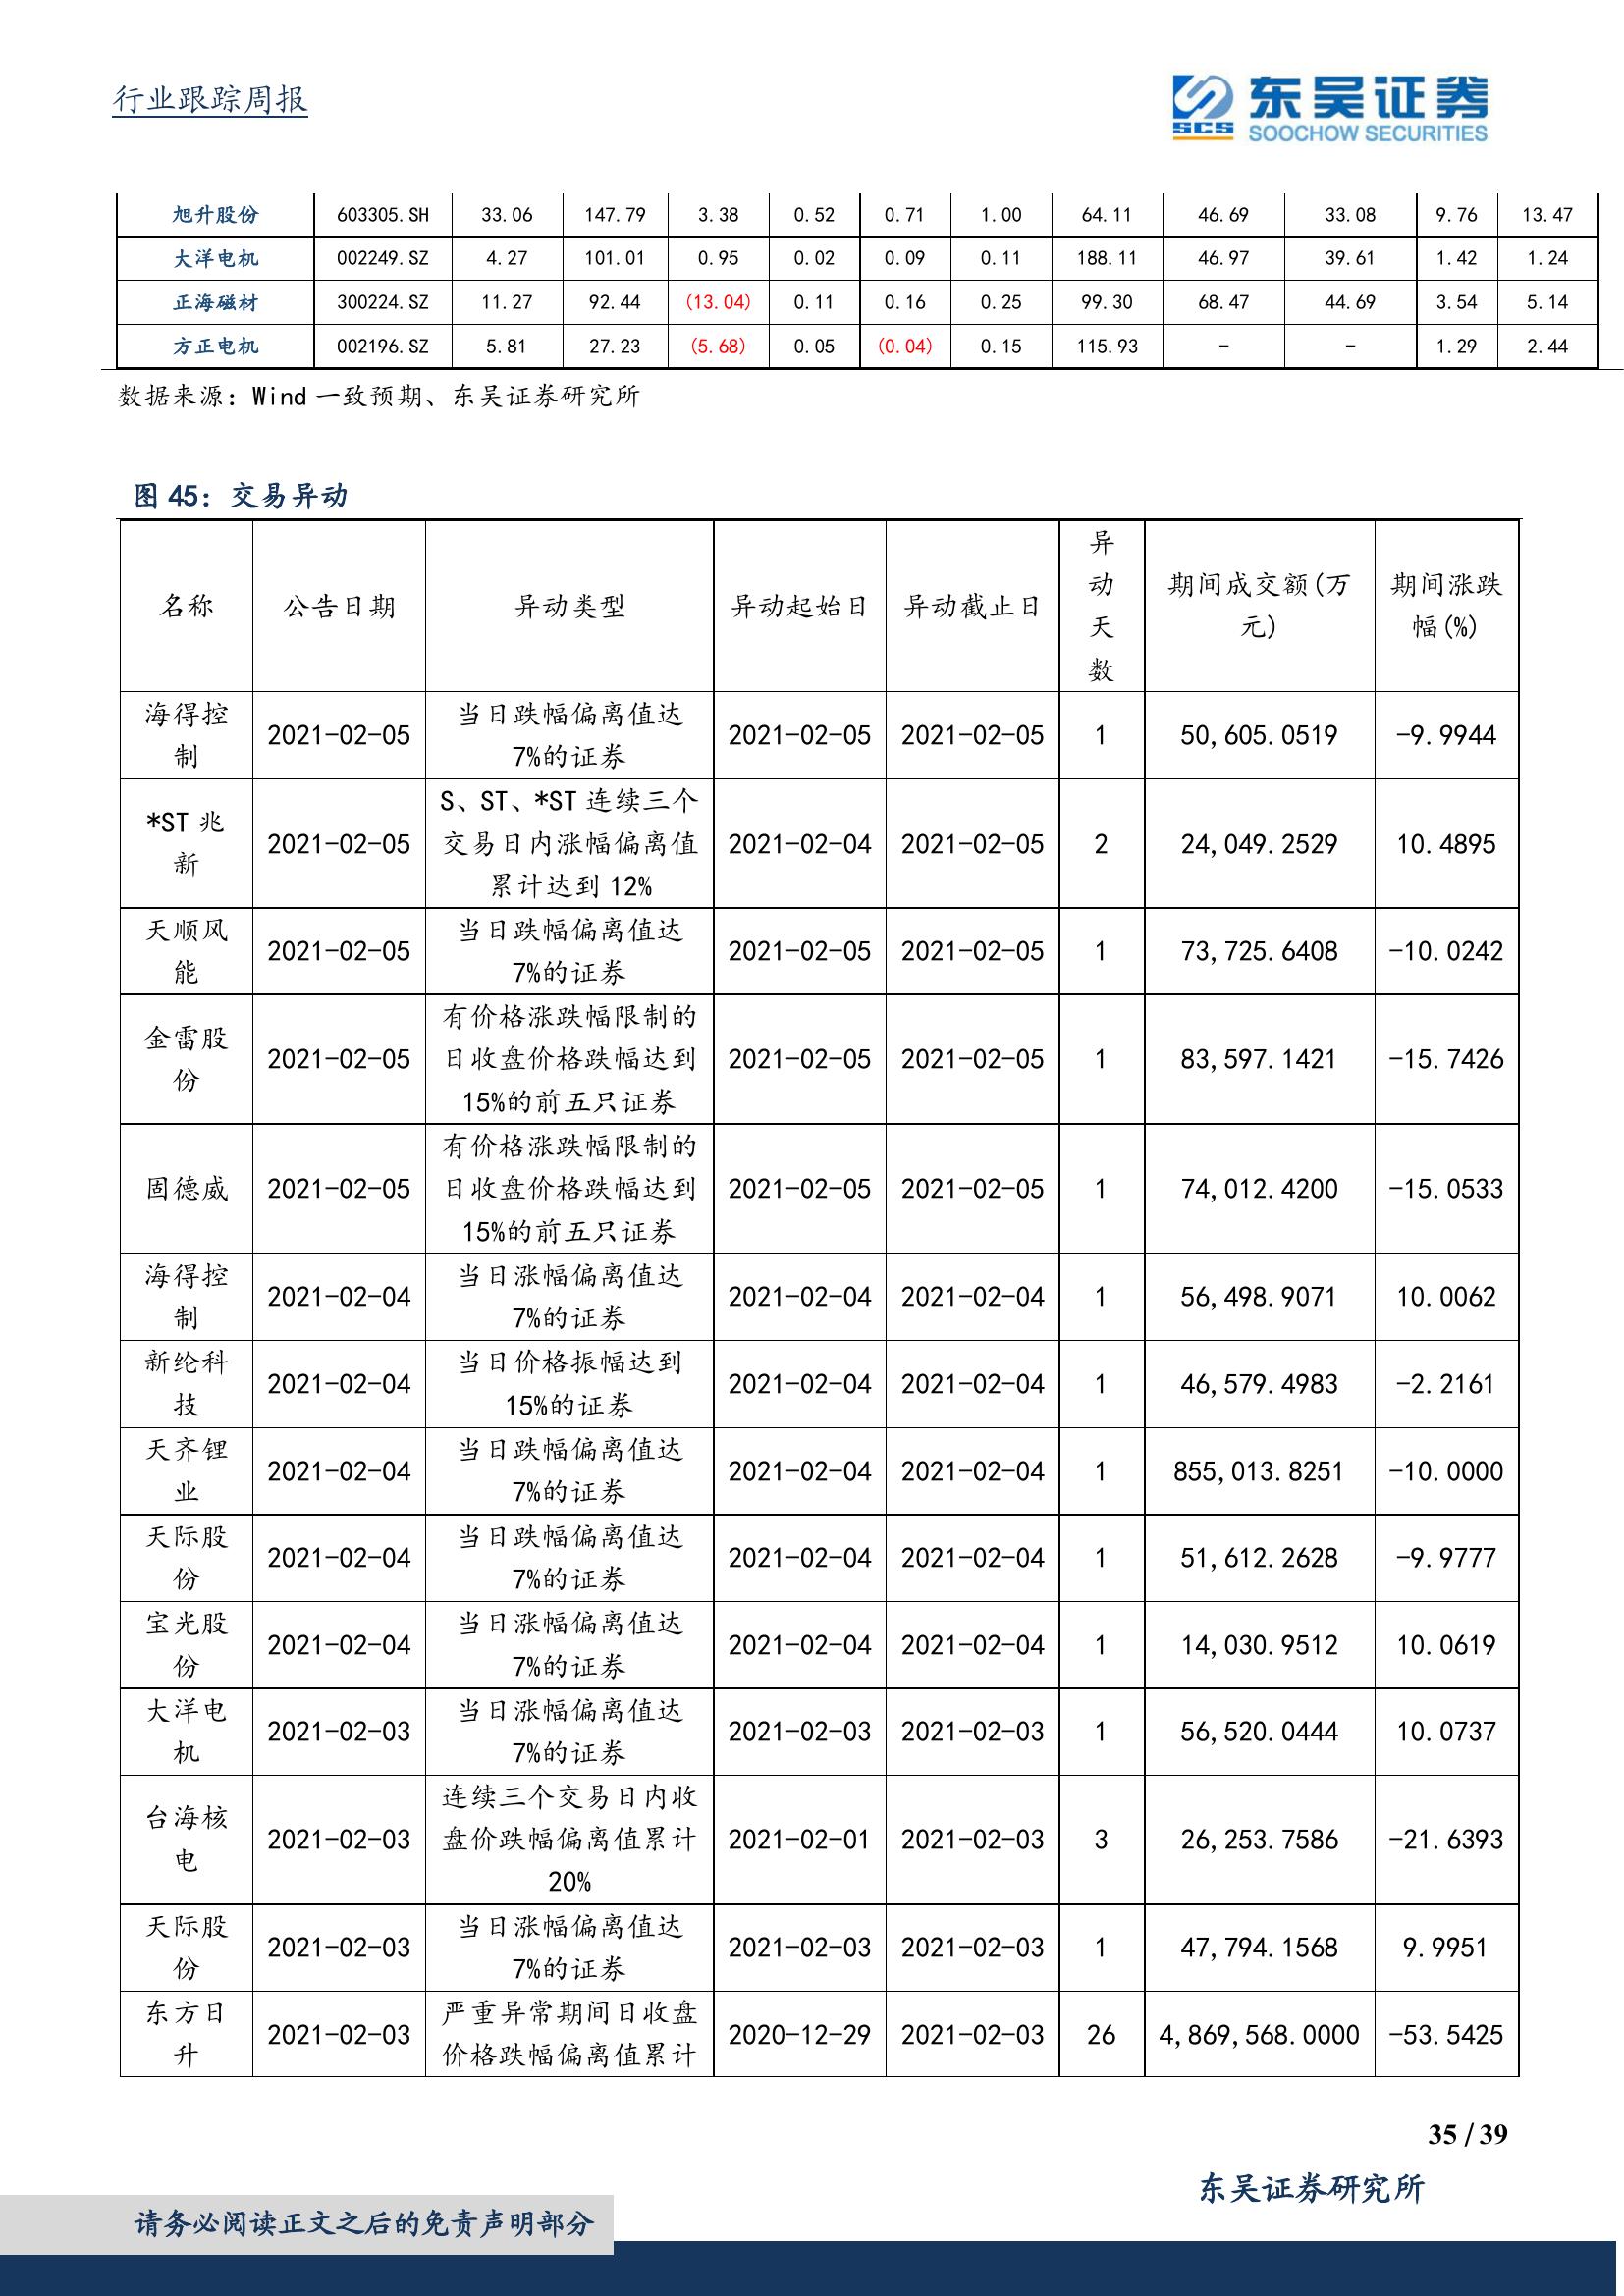 行业跟踪周报
SCS 东吴证券
SOOCHOW SECURITIES
旭升股份 603305.SH 33.06 147.79 3.38 0.52 0.71 1.00 64.11 46.69 33.08 9.76 13.47
大洋电机 002249.SZ 4.27 101.01 0.95 0.02 0.09 0.11 188.11 46.97 39.61 1.42 1.24
正海磁材 300224.SZ 11.27 92.44 (13.04) 0.11 0.16 0.25 99.30 68.47 44.69 3.54 5.14
方正电机 002196.SZ 5.81 27.23 (5.68) 0.05 (0.04) 0.15 115.93 - - 1.29 2.44
数据来源：Wind 一致预期、东吴证券研究所
图 45：交易异动
名称 公告日期 异动类型 异动起始日 异动截止日 异动天数 期间成交额(万元) 期间涨跌幅(%)
海得控制 2021-02-05 当日跌幅偏离值达7%的证券 2021-02-05 2021-02-05 1 50,605.0519 -9.9944
*ST 兆新 2021-02-05 S、ST、*ST 连续三个交易日内涨幅偏离值累计达到 12% 2021-02-04 2021-02-05 2 24,049.2529 10.4895
天顺风能 2021-02-05 当日跌幅偏离值达7%的证券 2021-02-05 2021-02-05 1 73,725.6408 -10.0242
金雷股份 2021-02-05 有价格涨跌幅限制的日收盘价格跌幅达到15%的前五只证券 2021-02-05 2021-02-05 1 83,597.1421 -15.7426
固德威 2021-02-05 有价格涨跌幅限制的日收盘价格跌幅达到15%的前五只证券 2021-02-05 2021-02-05 1 74,012.4200 -15.0533
海得控制 2021-02-04 当日涨幅偏离值达7%的证券 2021-02-04 2021-02-04 1 56,498.9071 10.0062
新纶科技 2021-02-04 当日价格振幅达到15%的证券 2021-02-04 2021-02-04 1 46,579.4983 -2.2161
天齐锂业 2021-02-04 当日跌幅偏离值达7%的证券 2021-02-04 2021-02-04 1 855,013.8251 -10.0000
天际股份 2021-02-04 当日跌幅偏离值达7%的证券 2021-02-04 2021-02-04 1 51,612.2628 -9.9777
宝光股份 2021-02-04 当日涨幅偏离值达7%的证券 2021-02-04 2021-02-04 1 14,030.9512 10.0619
大洋电机 2021-02-03 当日涨幅偏离值达7%的证券 2021-02-03 2021-02-03 1 56,520.0444 10.0737
台海核电 2021-02-03 连续三个交易日内收盘价跌幅偏离值累计20% 2021-02-01 2021-02-03 3 26,253.7586 -21.6393
天际股份 2021-02-03 当日涨幅偏离值达7%的证券 2021-02-03 2021-02-03 1 47,794.1568 9.9951
东方日升 2021-02-03 严重异常期间日收盘价格跌幅偏离值累计 2020-12-29 2021-02-03 26 4,869,568.0000 -53.5425
35 / 39
东吴证券研究所
请务必阅读正文之后的免责声明部分